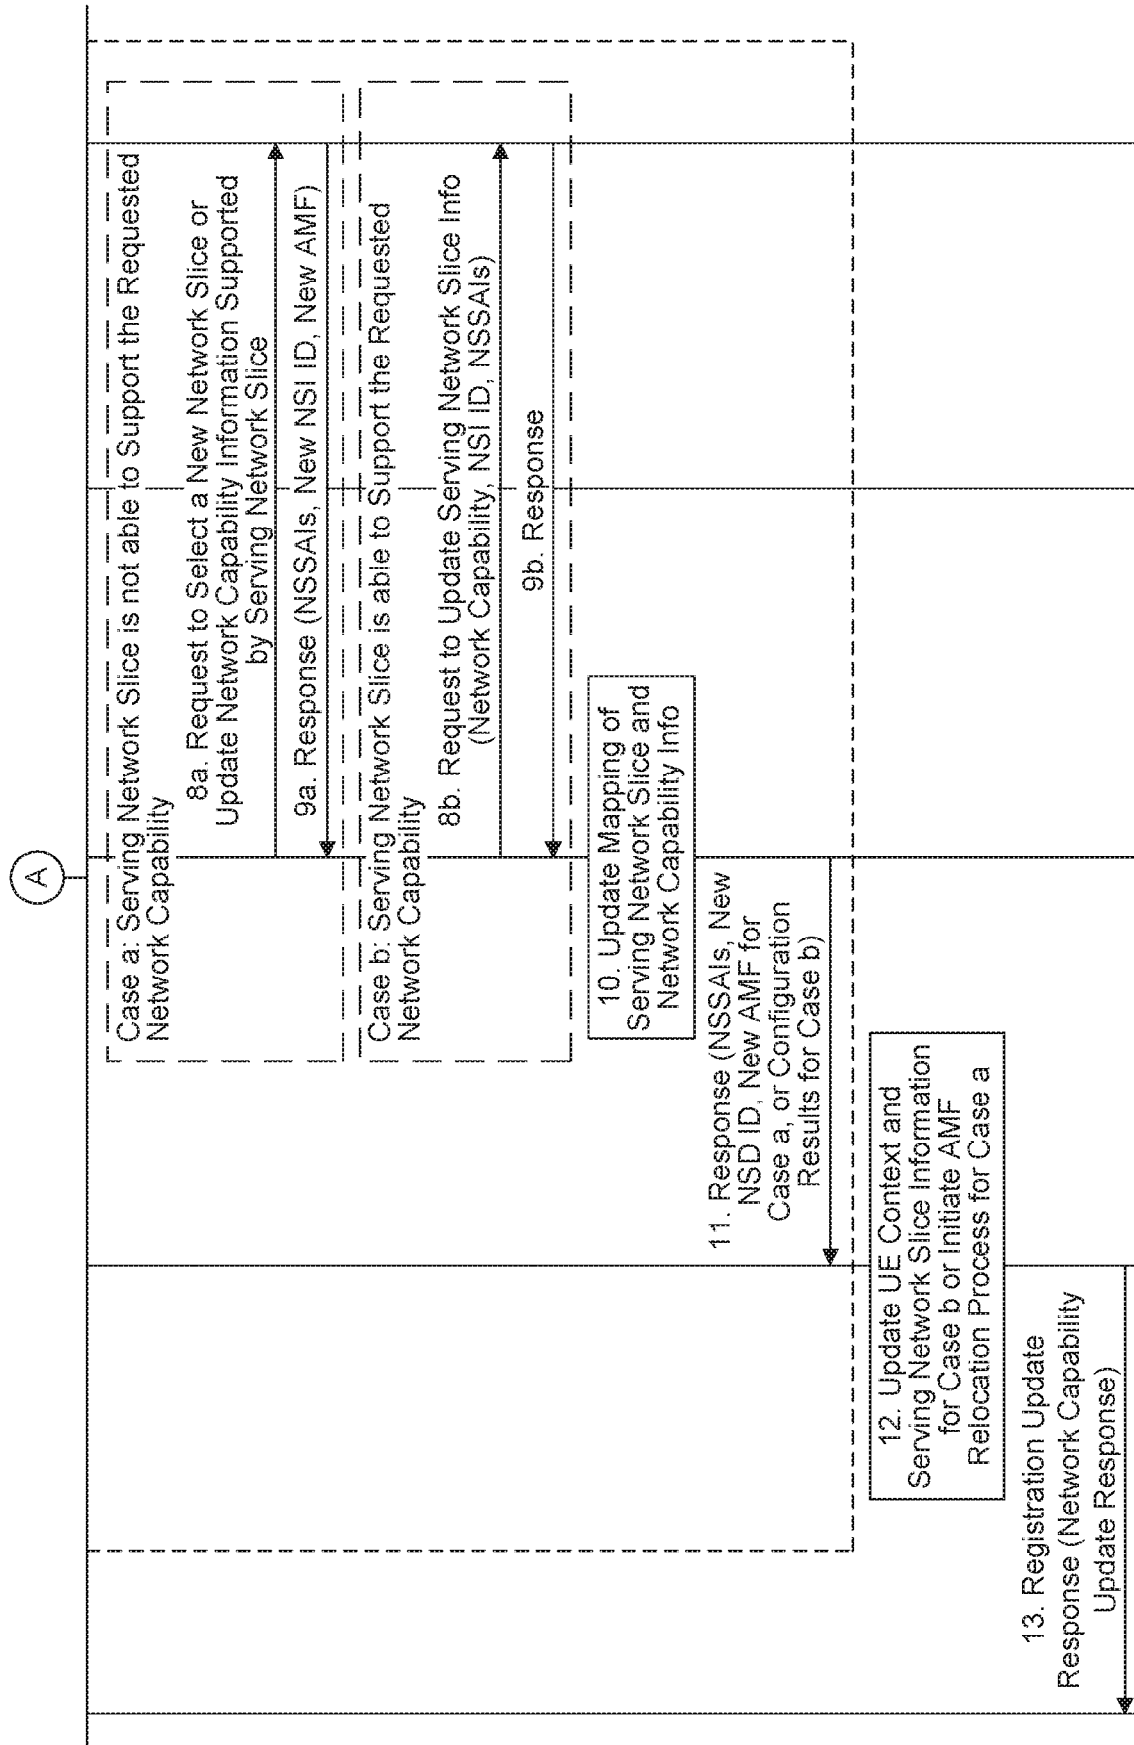 A
Case a: Serving Network Slice is not able to Support the Requested
Network Capability
8a. Request to Select a New Network Slice or
Update Network Capability Information Supported
by Serving Network Slice
9a. Response (NSSAIs, New NSI ID, New AMF)
Case b: Serving Network Slice is able to Support the Requested
Network Capability
8b. Request to Update Serving Network Slice Info
(Network Capability, NSI ID, NSSAIs)
9b. Response
10. Update Mapping of
Serving Network Slice and
Network Capability Info
11. Response (NSSAIs, New
NSD ID, New AMF for
Case a, or Configuration
Results for Case b)
12. Update UE Context and
Serving Network Slice Information
for Case b or Initiate AMF
Relocation Process for Case a
13. Registration Update
Response (Network Capability
Update Response)